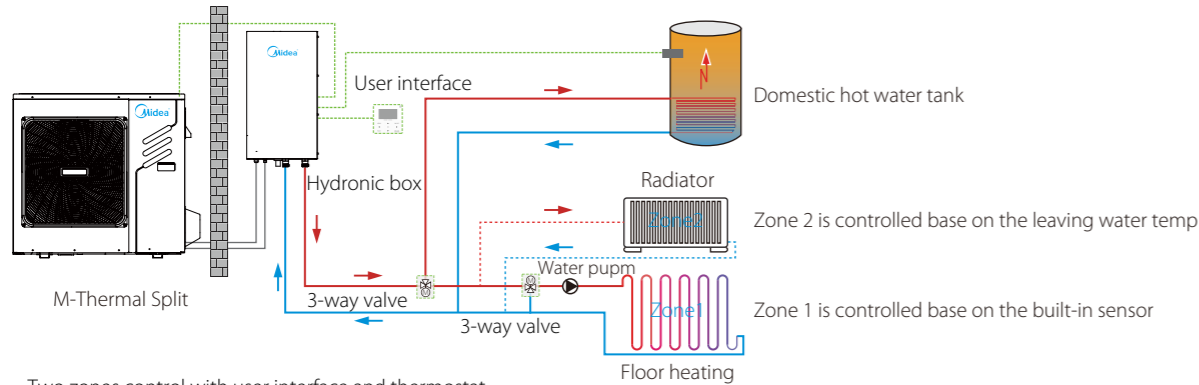 Midea
Midea
User interface
Hydronic box
M-Thermal Split
Domestic hot water tank
N
Radiator
Zone2
Zone 2 is controlled base on the leaving water temp
Water pupm
3-way valve
3-way valve
Zone1
Zone 1 is controlled base on the built-in sensor
Floor heating